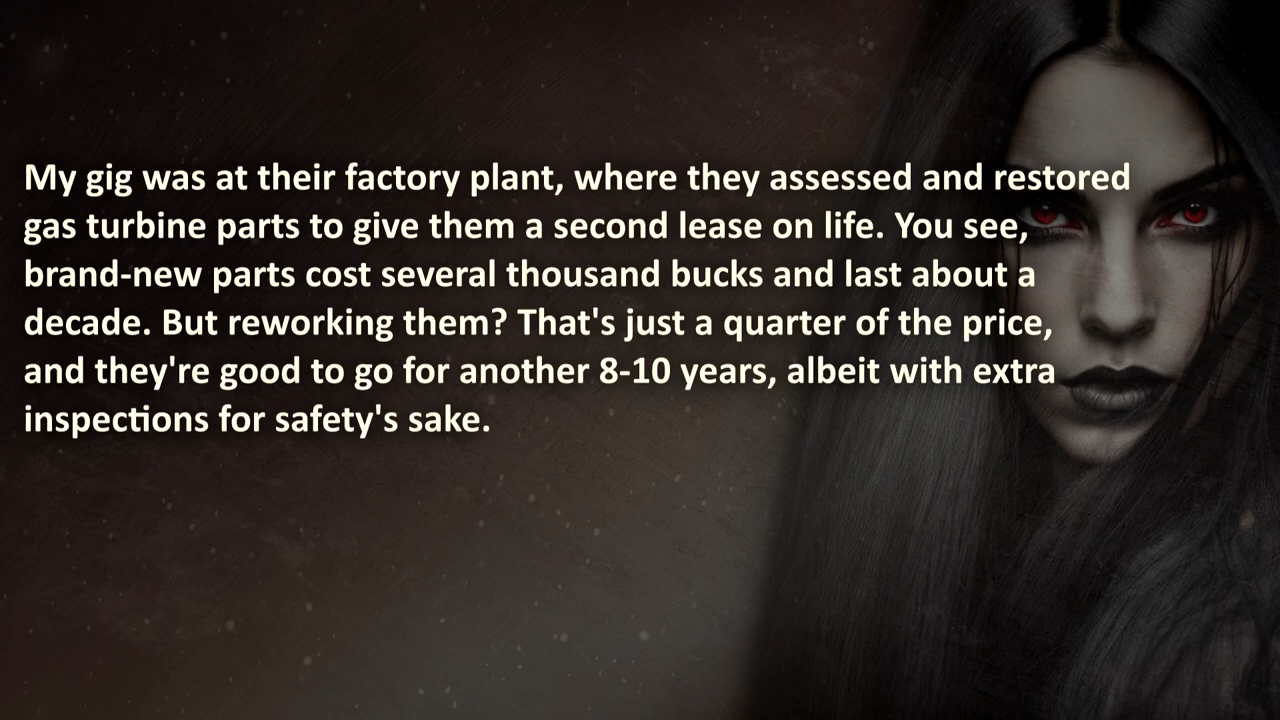 My gig was at their factory plant, where they assessed and restored
gas turbine parts to give them a second lease on life. You see,
brand-new parts cost several thousand bucks and last about a
decade. But reworking them? That's just a quarter of the price,
and they're good to go for another 8-10 years, albeit with extra
inspections for safety's sake.